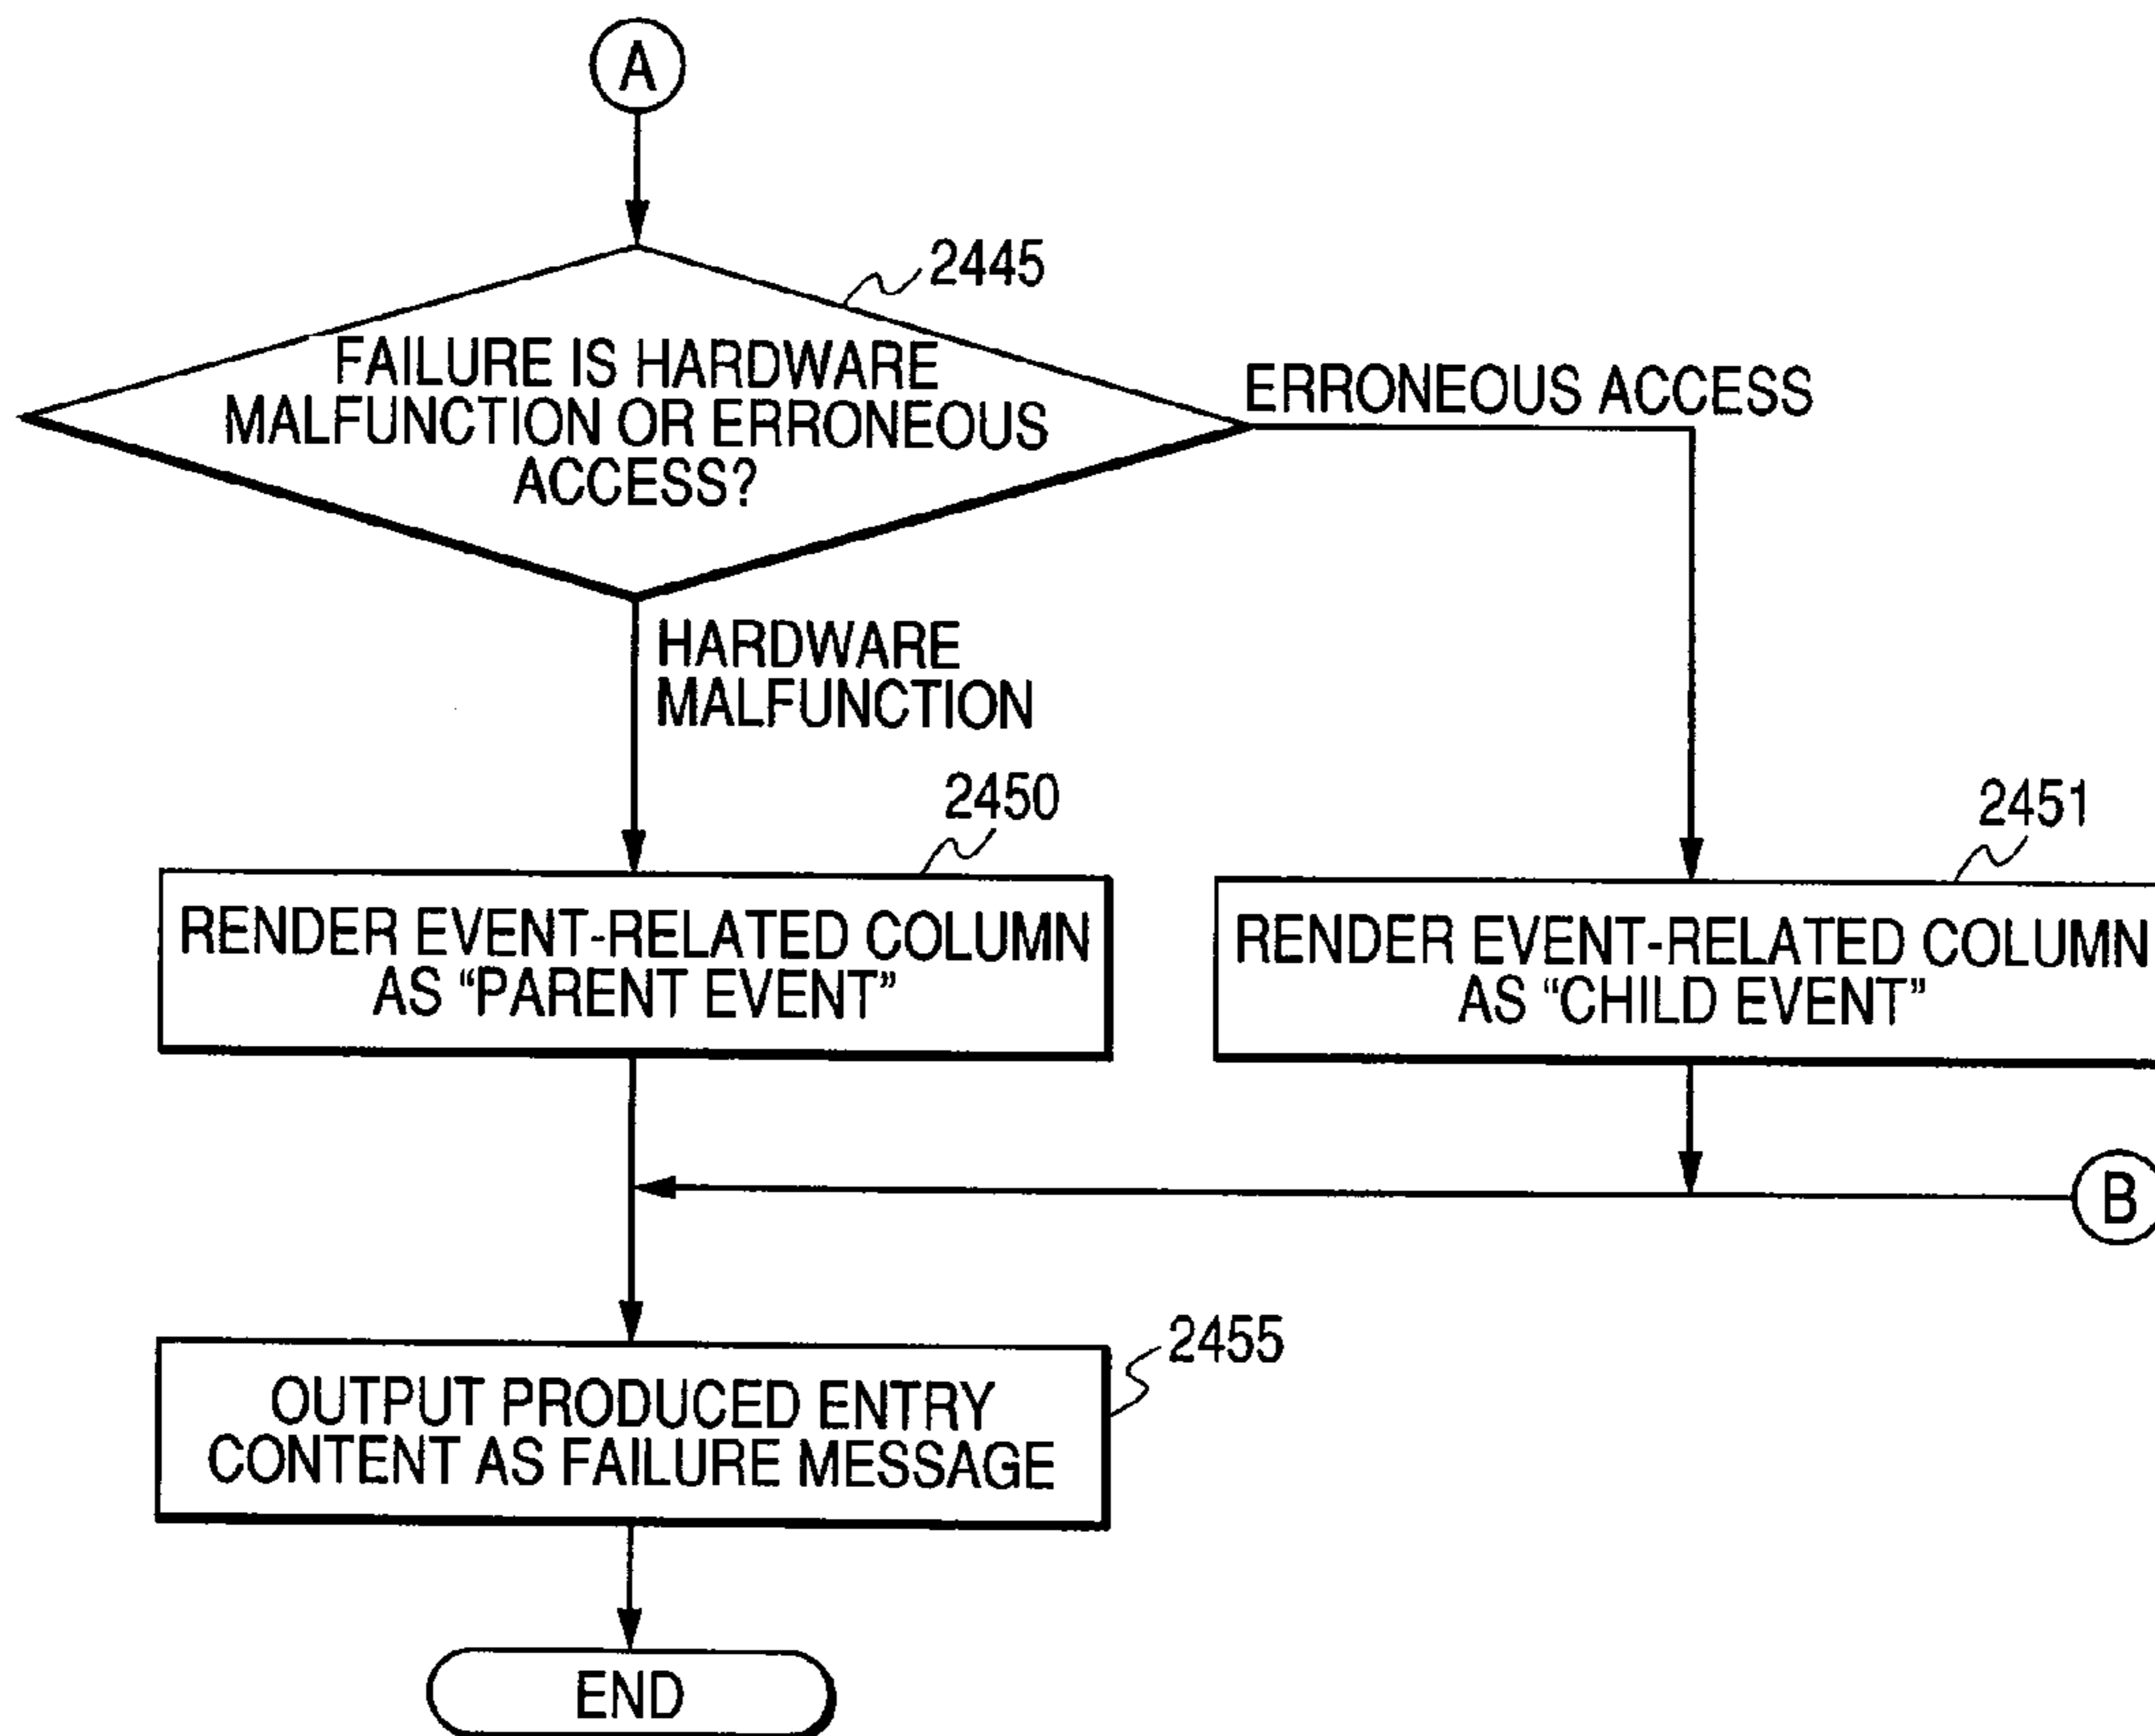 A
2445
FAILURE IS HARDWARE
MALFUNCTION OR ERRONEOUS
ACCESS?
ERRONEOUS ACCESS
HARDWARE
MALFUNCTION
2450
RENDER EVENT-RELATED COLUMN
AS “PARENT EVENT”
2451
RENDER EVENT-RELATED COLUMN
AS “CHILD EVENT”
B
2455
OUTPUT PRODUCED ENTRY
CONTENT AS FAILURE MESSAGE
END